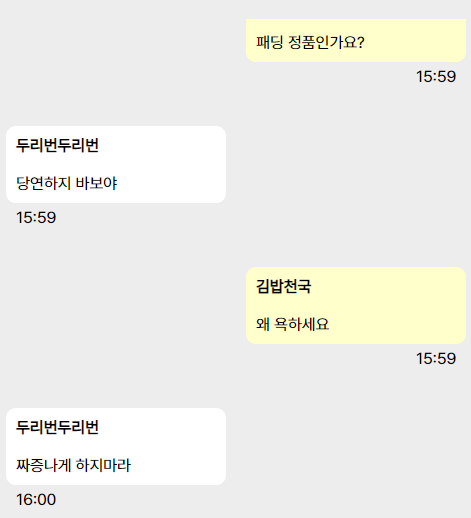 패딩 정품인가요?
15:59
두리번두리번
당연하지 바보야
15:59
김밥천국
왜 욕하세요
15:59
두리번두리번
짜증나게 하지마라
16:00